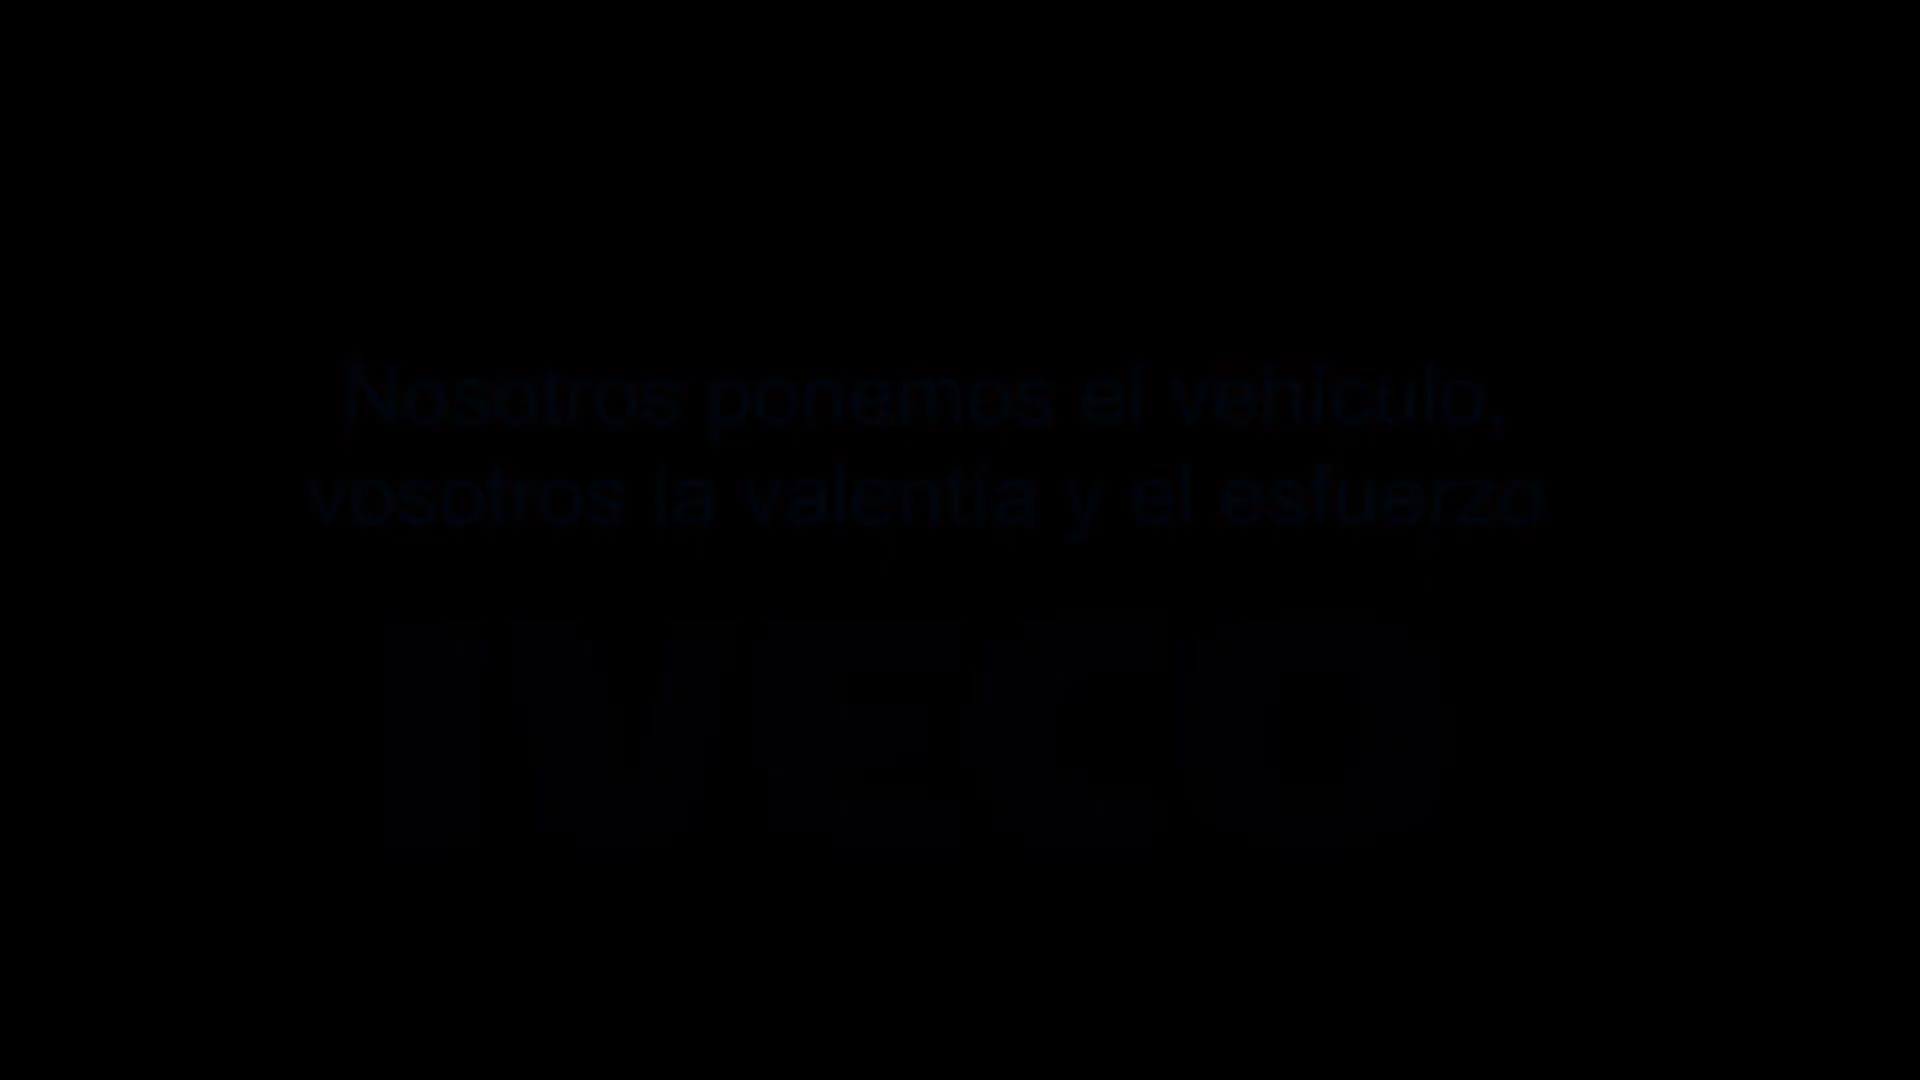 Nosotros ponemos el vehículo,
vosotros la valentía y el esfuerzo
IVECO